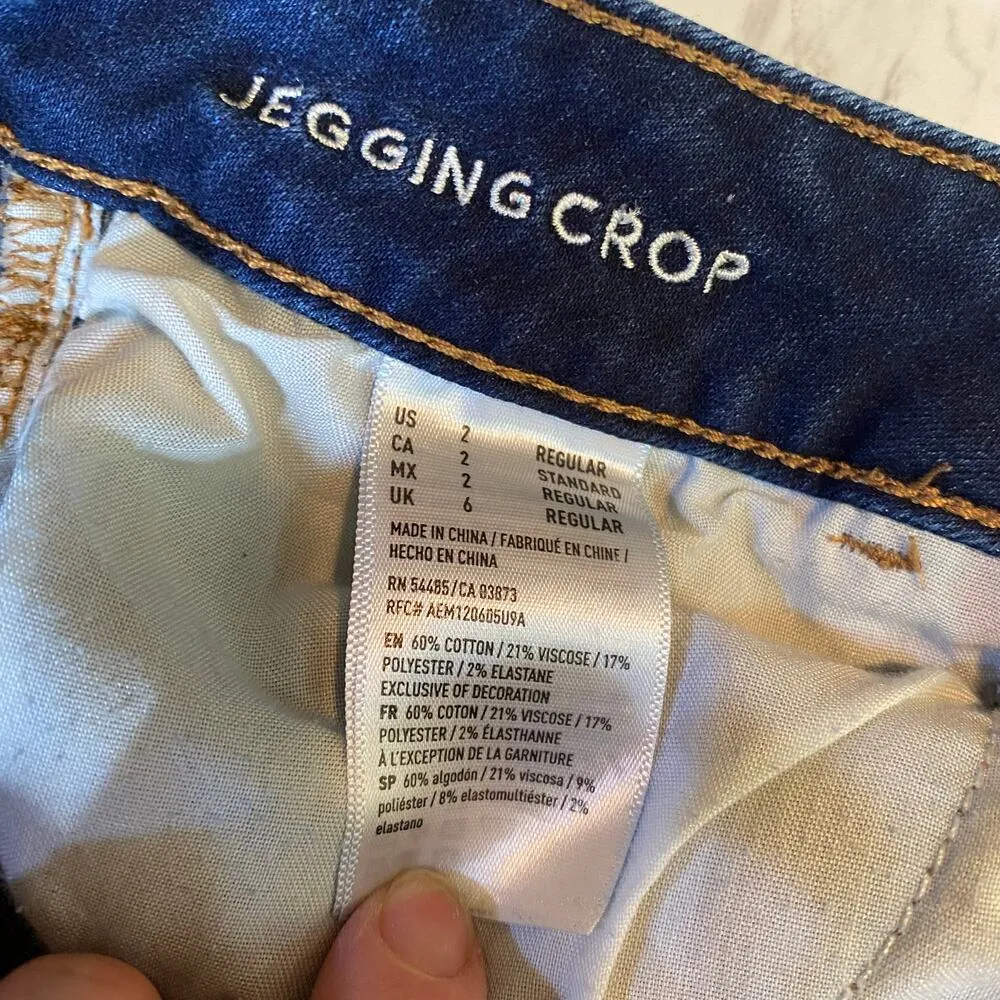 JEGGING CROP
US 2 REGULAR
CA 2 STANDARD
MX 2 REGULAR
UK 6 REGULAR
MADE IN CHINA / FABRIQUÉ EN CHINE /
HECHO EN CHINA
RN 54485/CA 03873
RFC# AEM120605U9A
EN 60% COTTON / 21% VISCOSE / 17%
POLYESTER / 2% ELASTANE
EXCLUSIVE OF DECORATION
FR 60% COTON / 21% VISCOSE / 17%
POLYESTER / 2% ÉLASTHANNE
À L'EXCEPTION DE LA GARNITURE
SP 60% algodón / 21% viscosa / 9%
poliéster / 8% elastomultiéster / 2%
elastano